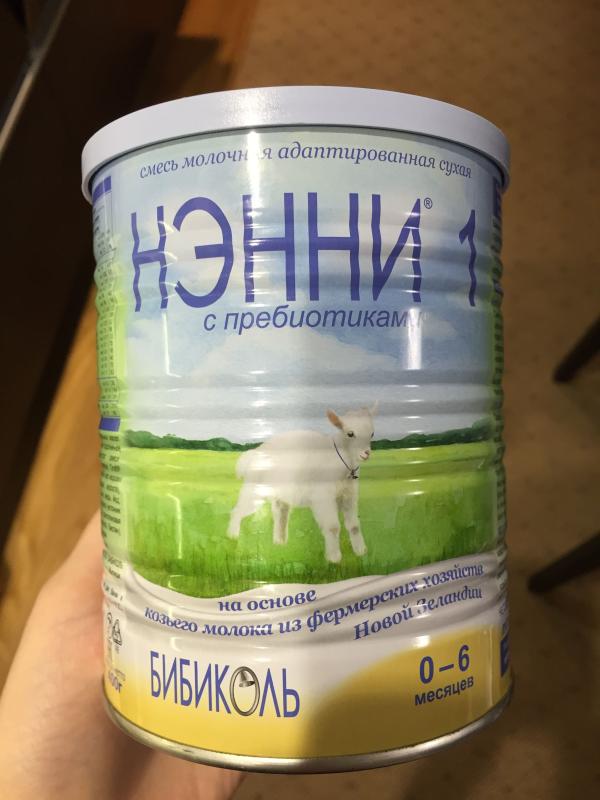 смесь молочная адаптированная сухая
НЭННИ® 1
с пребиотиками
на основе
козьего молока из фермерских хозяйств
Новой Зеландии
БИБИКОЛЬ
0–6
месяцев